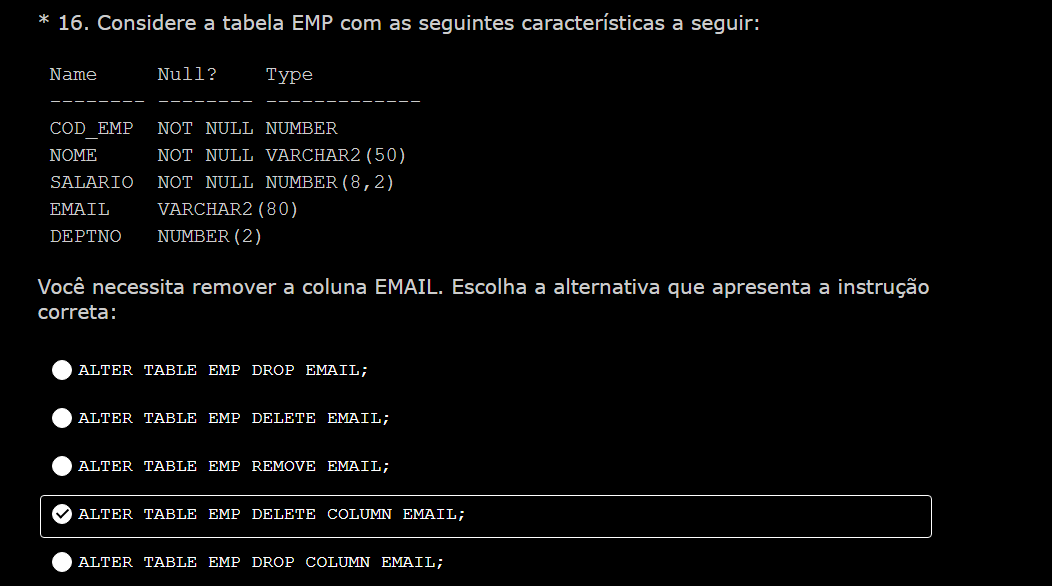 * 16. Considere a tabela EMP com as seguintes características a seguir:
Name     Null?    Type
-------- -------- -------------
COD_EMP  NOT NULL NUMBER
NOME     NOT NULL VARCHAR2(50)
SALARIO  NOT NULL NUMBER(8,2)
EMAIL    VARCHAR2(80)
DEPTNO   NUMBER(2)
Você necessita remover a coluna EMAIL. Escolha a alternativa que apresenta a instrução
correta:
ALTER TABLE EMP DROP EMAIL;
ALTER TABLE EMP DELETE EMAIL;
ALTER TABLE EMP REMOVE EMAIL;
ALTER TABLE EMP DELETE COLUMN EMAIL;
ALTER TABLE EMP DROP COLUMN EMAIL;